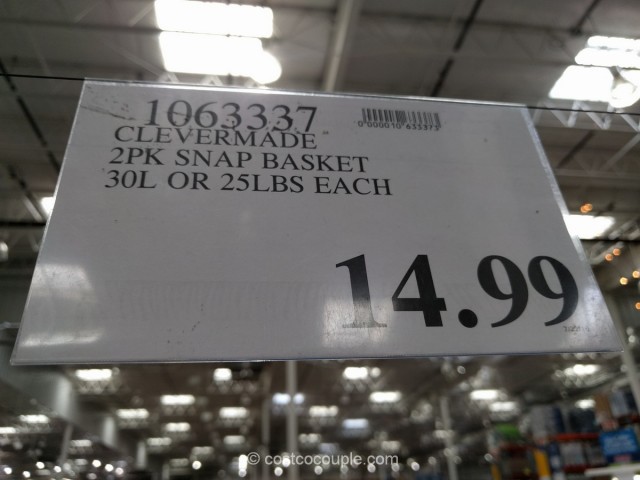 1063337
CLEVERMADE
2PK SNAP BASKET
30L OR 25LBS EACH
14.99
© costcocouple.com